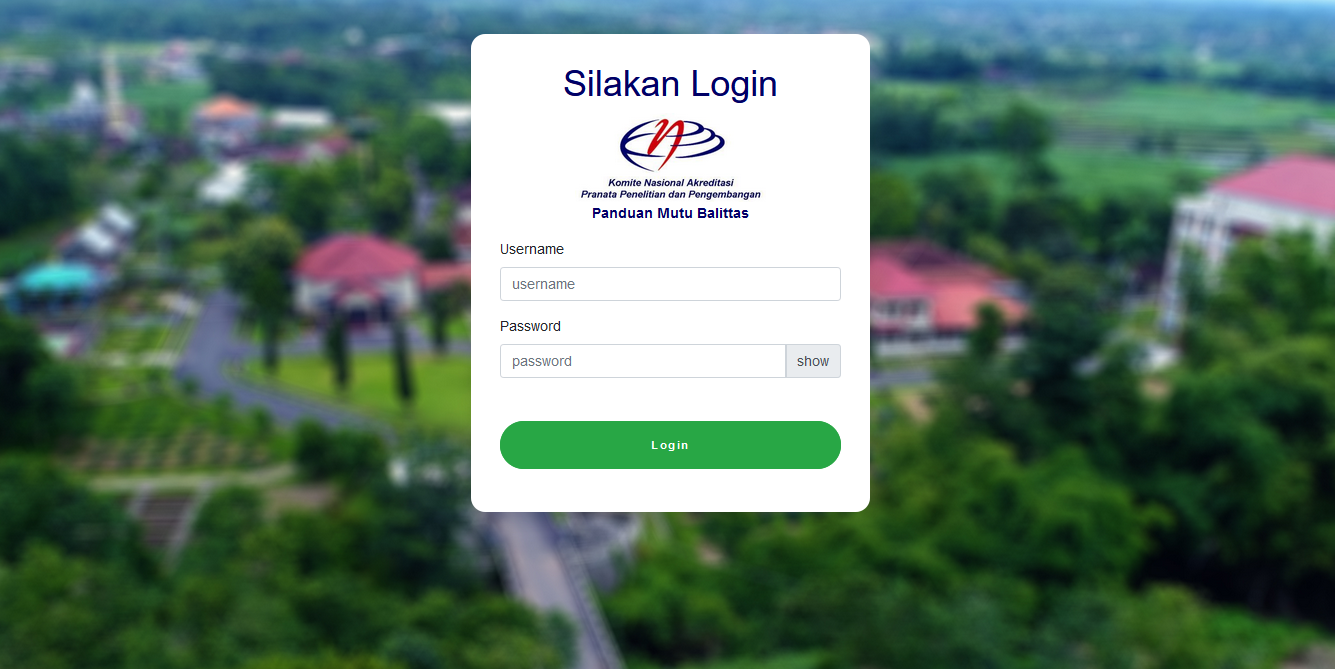 Silakan Login
Komite Nasional Akreditasi
Pranata Penelitian dan Pengembangan
Panduan Mutu Balittas
Username
username
Password
password
show
Login